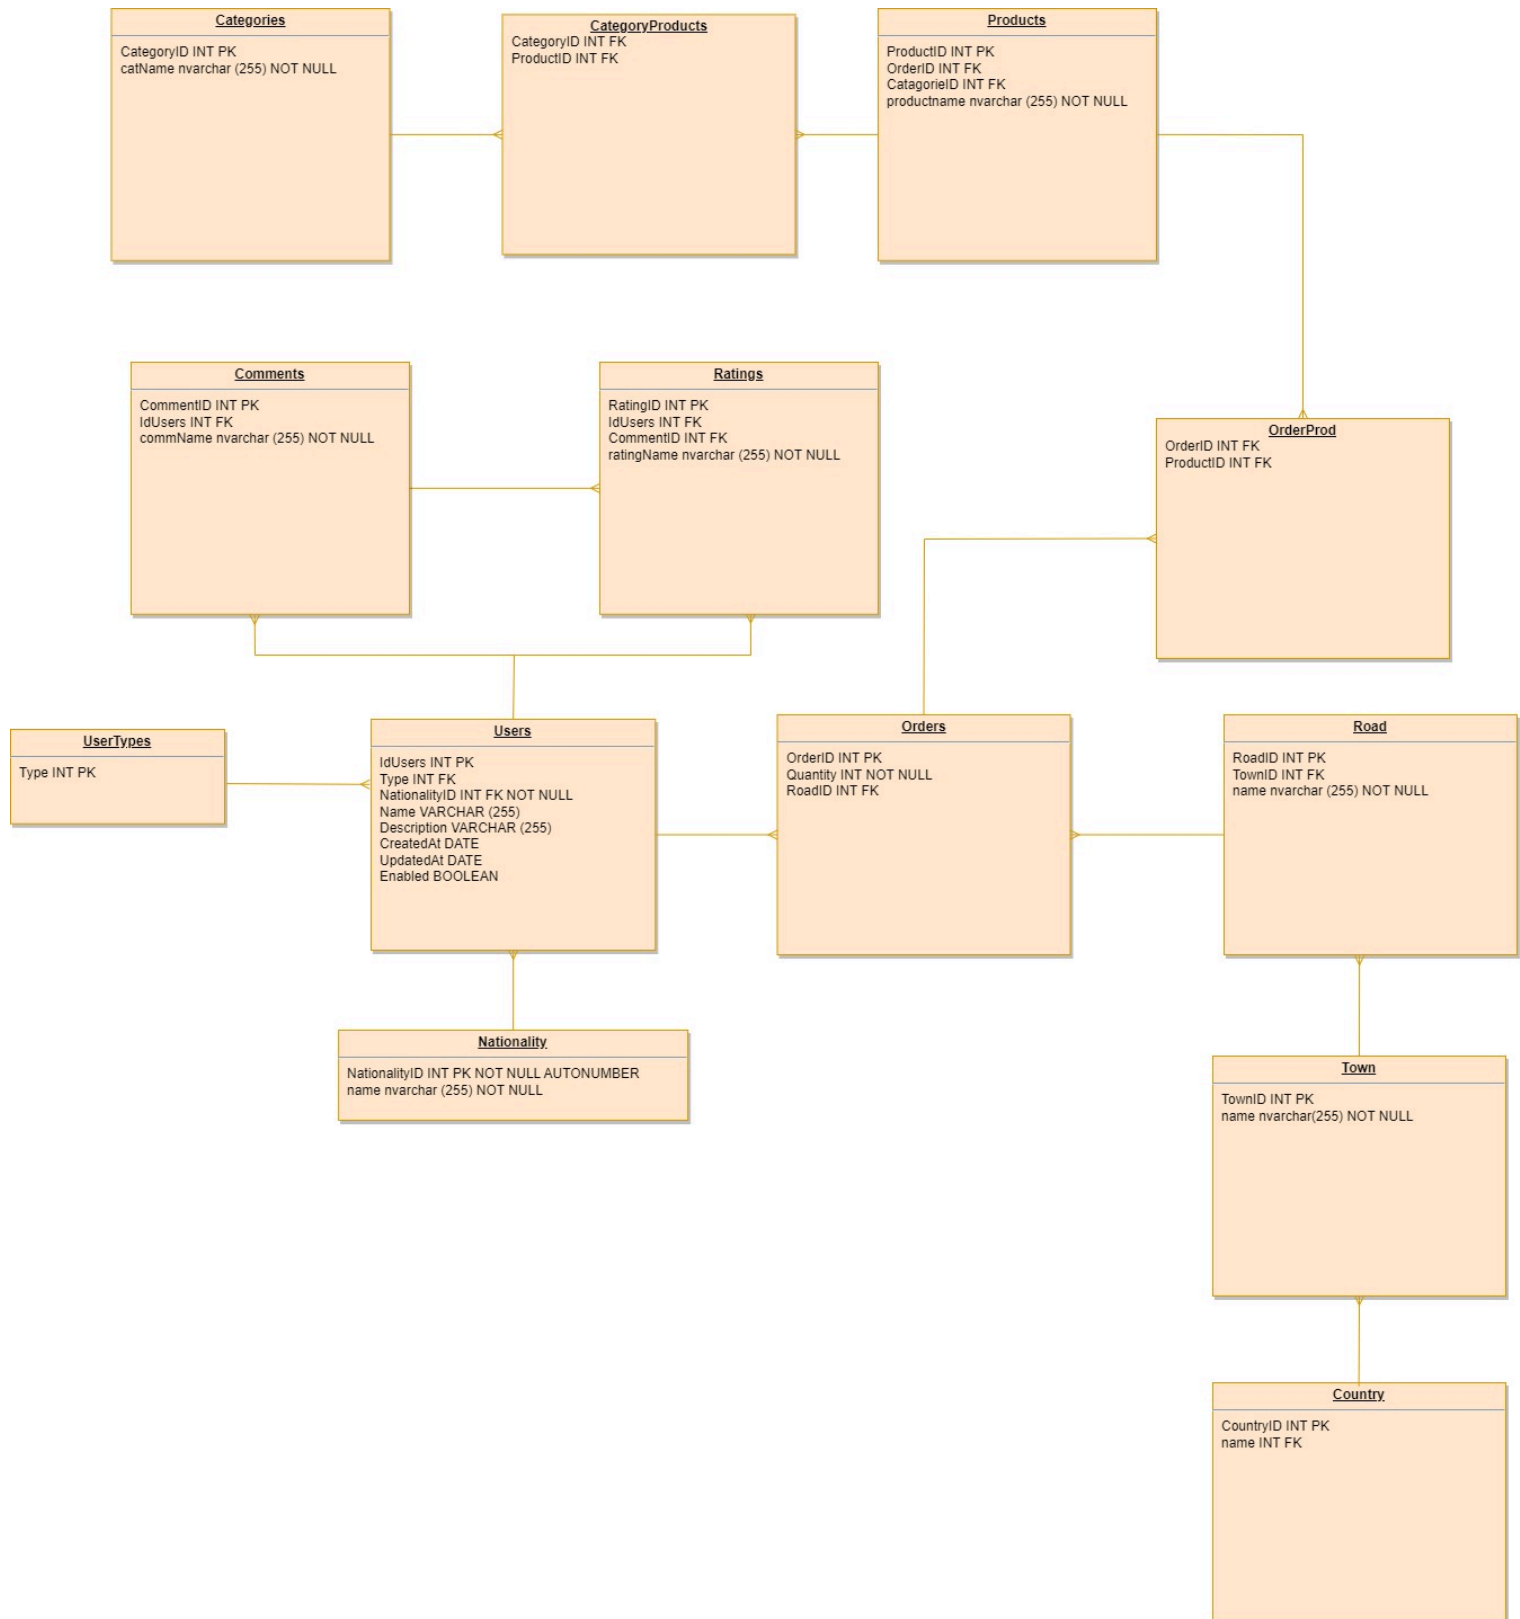 Categories
CategoryID INT PK
catName nvarchar (255) NOT NULL
CategoryProducts
CategoryID INT FK
ProductID INT FK
Products
ProductID INT PK
OrderID INT FK
CatagorieID INT FK
productname nvarchar (255) NOT NULL
Comments
CommentID INT PK
IdUsers INT FK
commName nvarchar (255) NOT NULL
Ratings
RatingID INT PK
IdUsers INT FK
CommentID INT FK
ratingName nvarchar (255) NOT NULL
OrderProd
OrderID INT FK
ProductID INT FK
UserTypes
Type INT PK
Users
IdUsers INT PK
Type INT FK
NationalityID INT FK NOT NULL
Name VARCHAR (255)
Description VARCHAR (255)
CreatedAt DATE
UpdatedAt DATE
Enabled BOOLEAN
Orders
OrderID INT PK
Quantity INT NOT NULL
RoadID INT FK
Road
RoadID INT PK
TownID INT FK
name nvarchar (255) NOT NULL
Nationality
NationalityID INT PK NOT NULL AUTONUMBER
name nvarchar (255) NOT NULL
Town
TownID INT PK
name nvarchar(255) NOT NULL
Country
CountryID INT PK
name INT FK